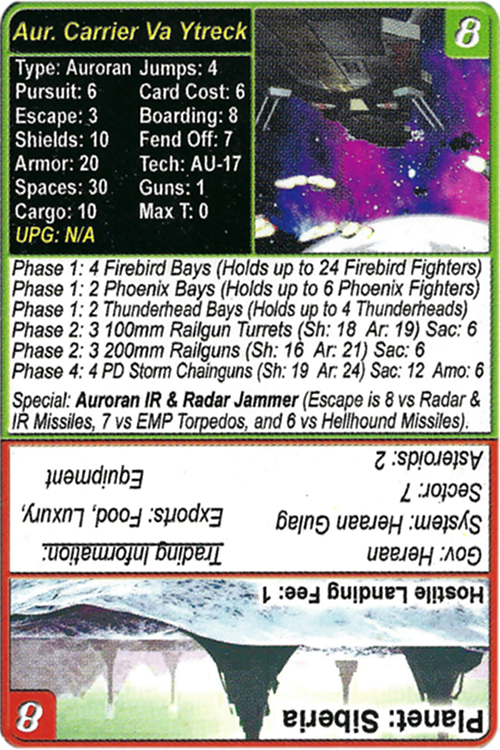 Aur. Carrier Va Ytreck
8
Type: Auroran Jumps: 4
Pursuit: 6 Card Cost: 6
Escape: 3 Boarding: 8
Shields: 10 Fend Off: 7
Armor: 20 Tech: AU-17
Spaces: 30 Guns: 1
Cargo: 10 Max T: 0
UPG: N/A
Phase 1: 4 Firebird Bays (Holds up to 24 Firebird Fighters)
Phase 1: 2 Phoenix Bays (Holds up to 6 Phoenix Fighters)
Phase 1: 2 Thunderhead Bays (Holds up to 4 Thunderheads)
Phase 2: 3 100mm Railgun Turrets (Sh: 18 Ar: 19) Sac: 6
Phase 2: 3 200mm Railguns (Sh: 16 Ar: 21) Sac: 6
Phase 4: 4 PD Storm Chainguns (Sh: 19 Ar: 24) Sac: 12 Amo: 6
Special: Auroran IR & Radar Jammer (Escape is 8 vs Radar &
IR Missiles, 7 vs EMP Torpedos, and 6 vs Hellhound Missiles).
Planet: Siberia
8
Hostile Landing Fee: 1
Gov: Heraan
System: Heraan Gulag
Sector: 7
Asteroids: 2
Trading Information:
Exports: Food, Luxury,
Equipment